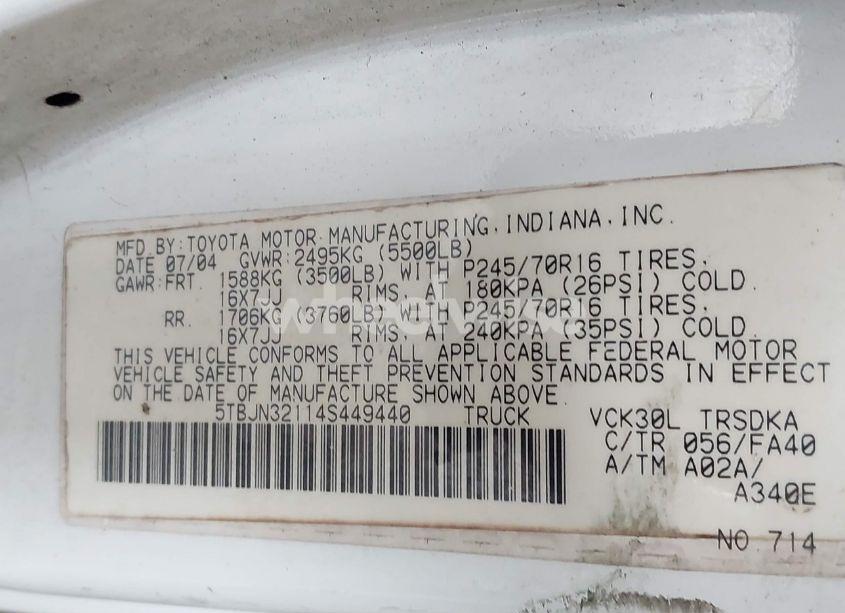 MFD.BY:TOYOTA MOTOR MANUFACTURING,INDIANA,INC.
DATE 07/04 GVWR:2495KG (5500LB)
GAWR:FRT. 1588KG (3500LB) WITH P245/70R16 TIRES.
16X7JJ RIMS, AT 180KPA (26PSI) COLD.
RR. 1706KG (3760LB) WITH P245/70R16 TIRES.
16X7JJ RIMS, AT 240KPA (35PSI) COLD.
THIS VEHICLE CONFORMS TO ALL APPLICABLE FEDERAL MOTOR
VEHICLE SAFETY AND THEFT PREVENTION STANDARDS IN EFFECT
ON THE DATE OF MANUFACTURE SHOWN ABOVE.
5TBJN32114S449440 TRUCK VCK30L TRSDKA
C/TR 056/FA40
A/TM A02A/
A340E
NO.714